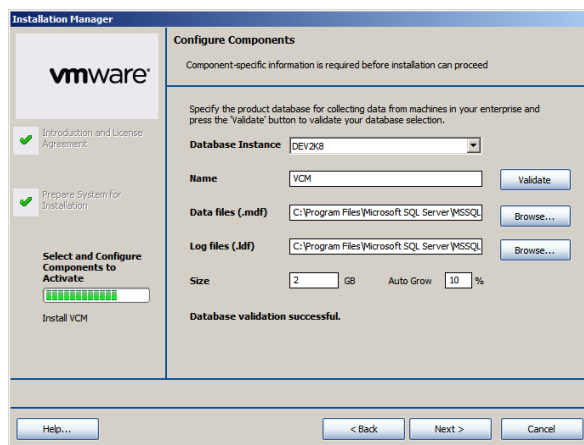 Installation Manager
vmware
Configure Components
Component-specific information is required before installation can proceed
Introduction and License
Agreement
Prepare System for
Installation
Select and Configure
Components to
Activate
Install VCM
Specify the product database for collecting data from machines in your enterprise and
press the 'Validate' button to validate your database selection.
Database Instance DEV2K8
Name VCM Validate
Data files (.mdf) C:\Program Files\Microsoft SQL Server\MSSQL Browse...
Log files (.ldf) C:\Program Files\Microsoft SQL Server\MSSQL Browse...
Size 2 GB Auto Grow 10 %
Database validation successful.
Help... < Back Next > Cancel